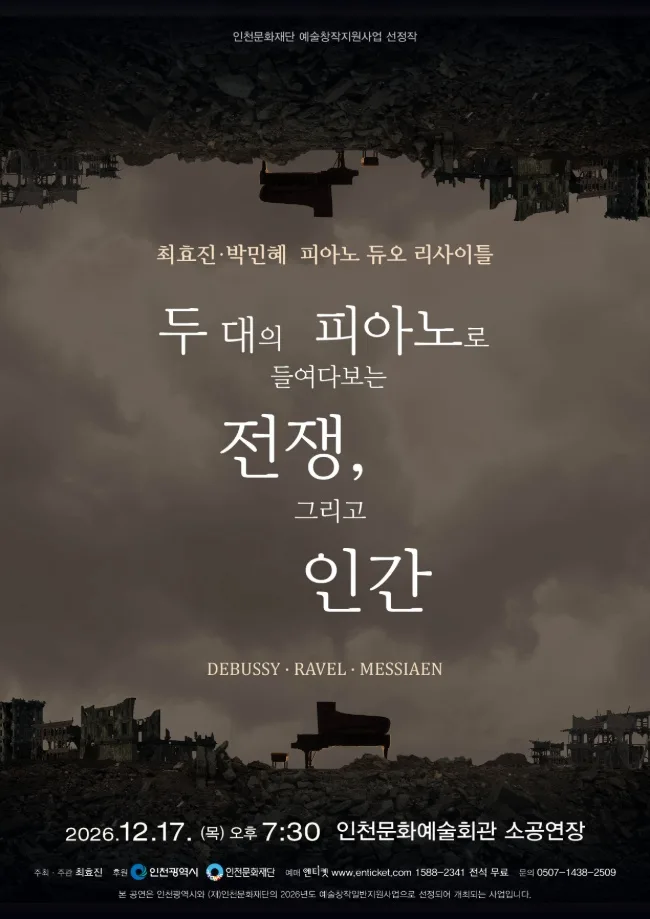 인천문화재단 예술창작지원사업 선정작
최효진·박민혜 피아노 듀오 리사이틀
두 대의 피아노로
들여다보는
전쟁,
그리고
인간
DEBUSSY · RAVEL · MESSIAEN
2026.12.17. (목) 오후 7:30 인천문화예술회관 소공연장
주최·주관 최효진 후원 인천광역시 인천문화재단 예매 엔티켓 www.enticket.com 1588-2341 전석 무료 문의 0507-1438-2509
본 공연은 인천광역시와 (재)인천문화재단의 2026년도 예술창작일반지원사업으로 선정되어 개최되는 사업입니다.